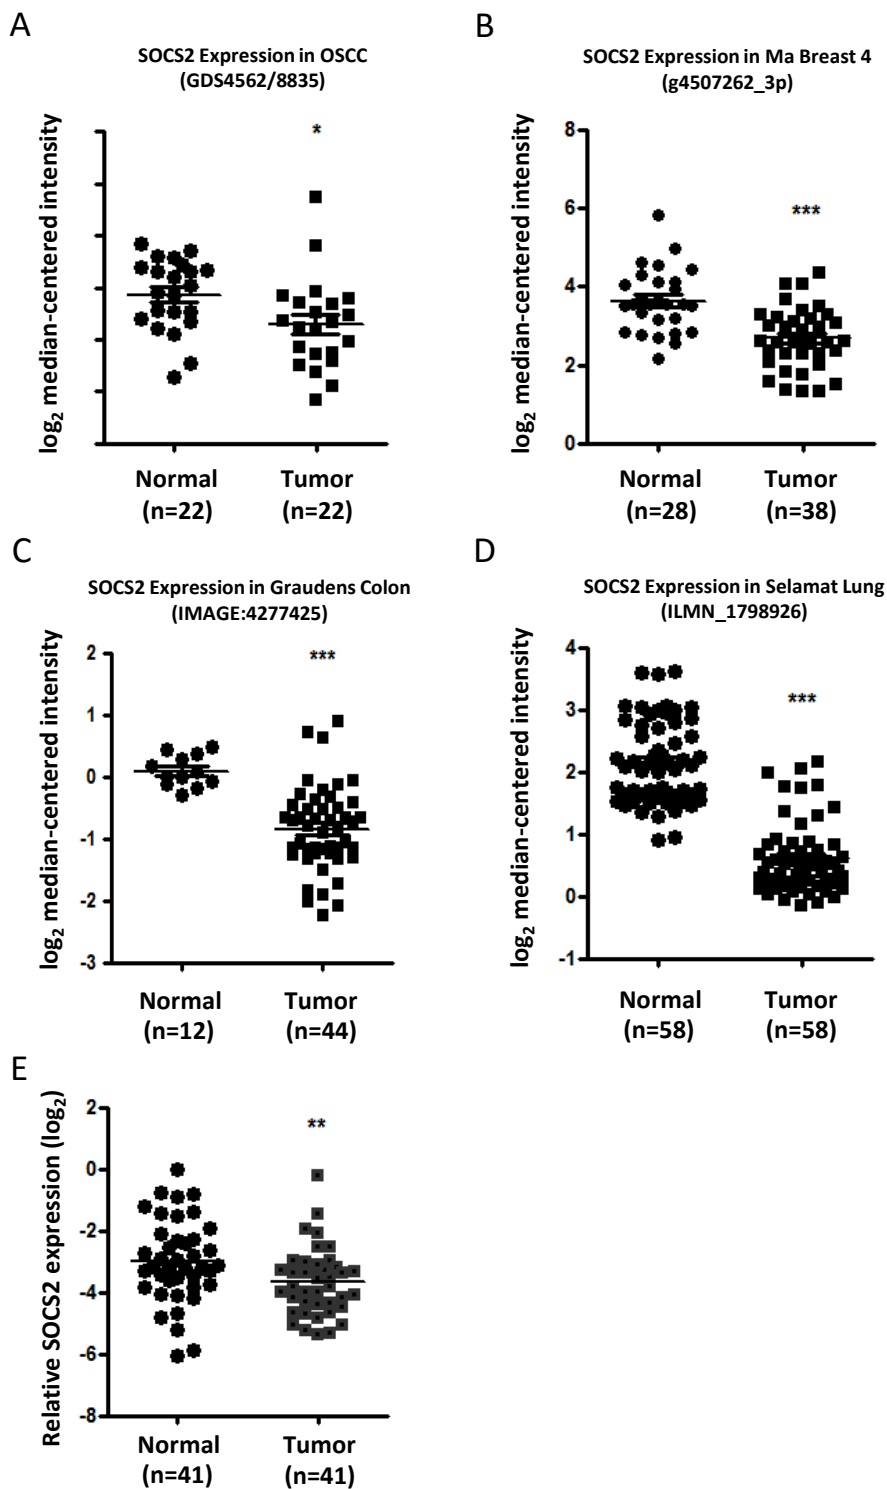 A
SOCS2 Expression in OSCC
(GDS4562/8835)
log2 median-centered intensity
*
Normal
(n=22)
Tumor
(n=22)
B
SOCS2 Expression in Ma Breast 4
(g4507262_3p)
log2 median-centered intensity
8
6
4
2
0
***
Normal
(n=28)
Tumor
(n=38)
C
SOCS2 Expression in Graudens Colon
(IMAGE:4277425)
log2 median-centered intensity
2
1
0
-1
-2
-3
***
Normal
(n=12)
Tumor
(n=44)
D
SOCS2 Expression in Selamat Lung
(ILMN_1798926)
log2 median-centered intensity
4
3
2
1
0
-1
***
Normal
(n=58)
Tumor
(n=58)
E
Relative SOCS2 expression (log2)
2
0
-2
-4
-6
-8
**
Normal
(n=41)
Tumor
(n=41)